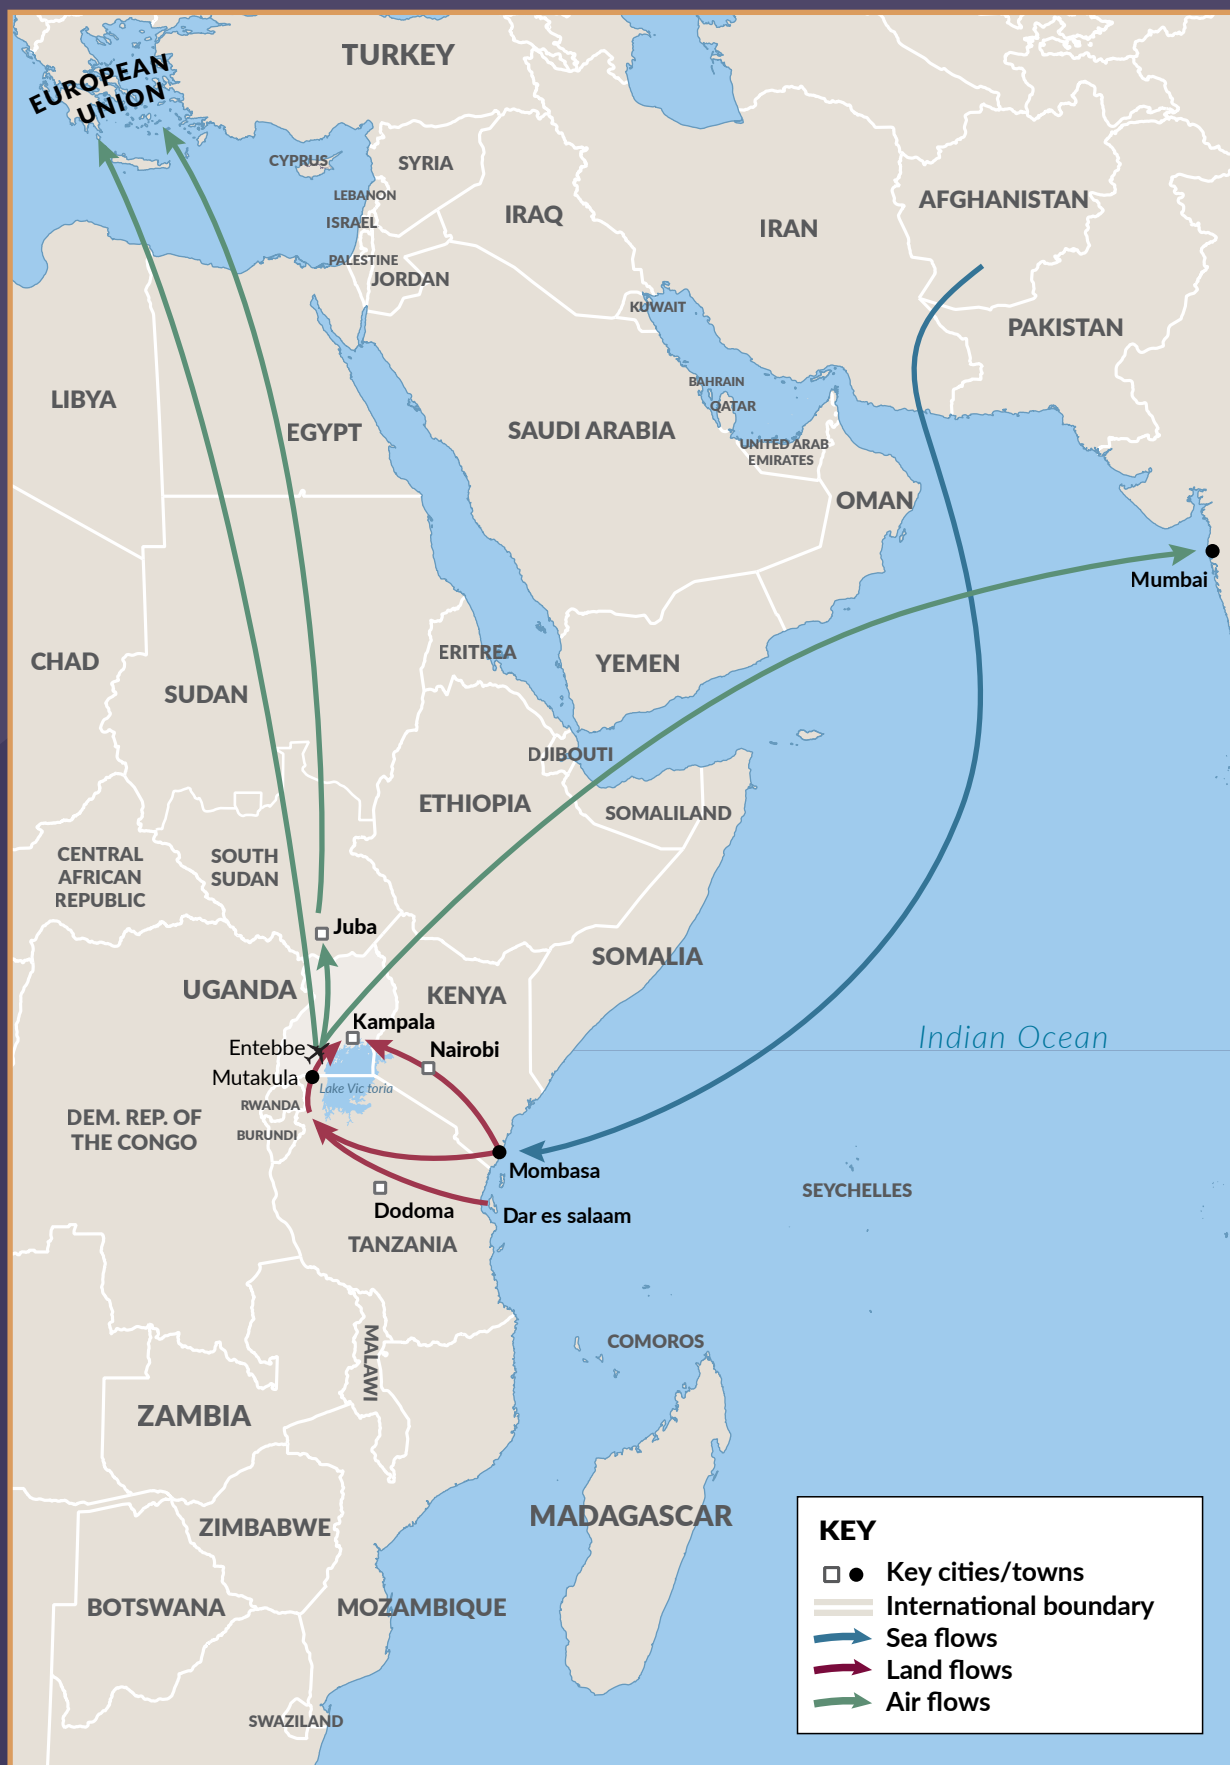 TURKEY
EUROPEAN
UNION
CYPRUS
SYRIA
LEBANON
ISRAEL
PALESTINE
JORDAN
IRAQ
IRAN
AFGHANISTAN
KUWAIT
PAKISTAN
LIBYA
EGYPT
SAUDI ARABIA
BAHRAIN
QATAR
UNITED ARAB
EMIRATES
OMAN
Mumbai
CHAD
SUDAN
ERITREA
YEMEN
DJIBOUTI
ETHIOPIA
SOMALILAND
CENTRAL
AFRICAN
REPUBLIC
SOUTH
SUDAN
Juba
SOMALIA
UGANDA
KENYA
Kampala
Entebbe
Nairobi
Indian Ocean
Mutakula
Lake Victoria
RWANDA
DEM. REP. OF
THE CONGO
BURUNDI
Mombasa
Dodoma
Dar es salaam
SEYCHELLES
TANZANIA
COMOROS
MALAWI
ZAMBIA
MADAGASCAR
ZIMBABWE
BOTSWANA
MOZAMBIQUE
SWAZILAND
KEY
Key cities/towns
International boundary
Sea flows
Land flows
Air flows